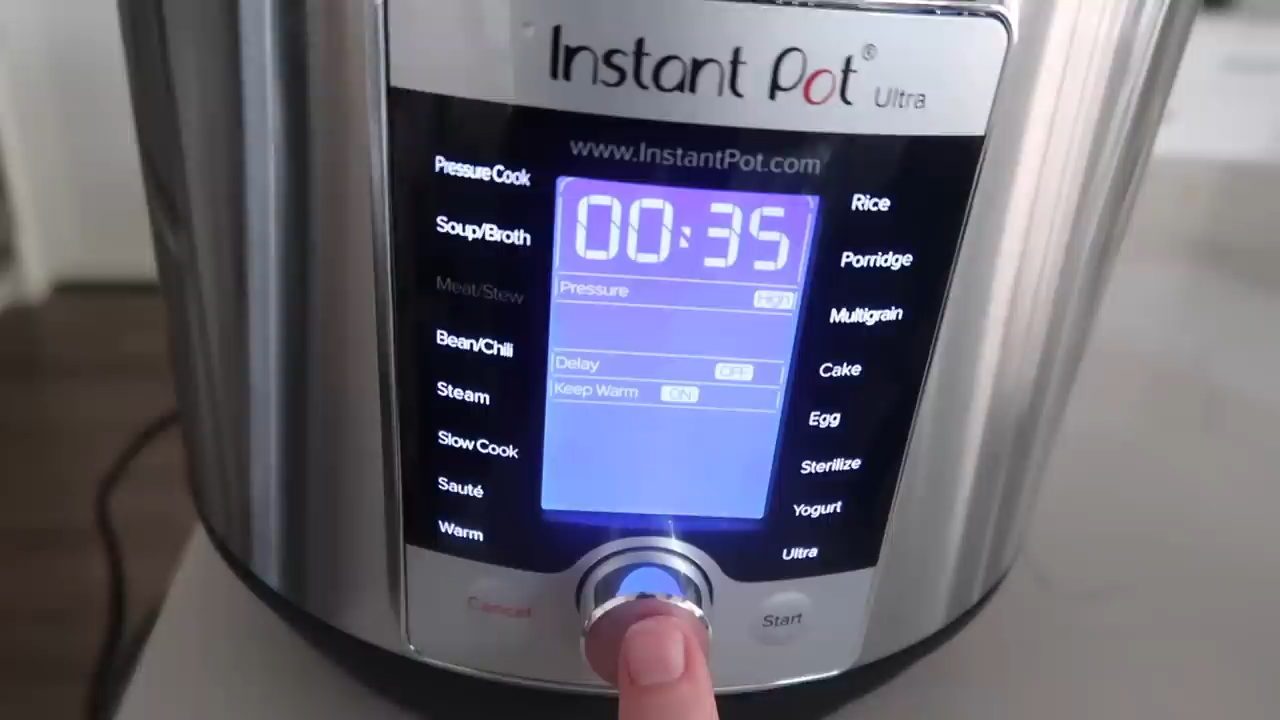 Instant Pot® Ultra
www.InstantPot.com
Pressure Cook
Soup/Broth
Meat/Stew
Bean/Chili
Steam
Slow Cook
Sauté
Warm
00:35
Pressure High
Delay OFF
Keep Warm ON
Rice
Porridge
Multigrain
Cake
Egg
Sterilize
Yogurt
Ultra
Cancel
Start